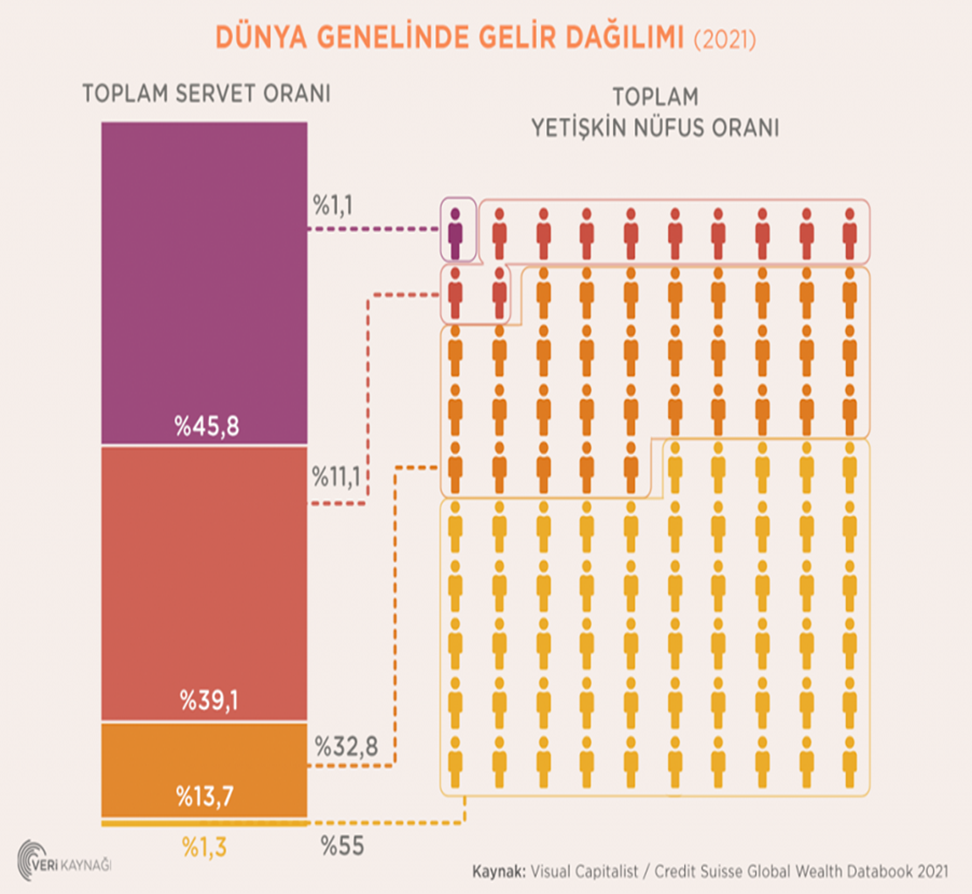 DÜNYA GENELİNDE GELİR DAĞILIMI (2021)
TOPLAM SERVET ORANI
TOPLAM
YETİŞKİN NÜFUS ORANI
%1,1
%45,8
%11,1
%39,1
%32,8
%13,7
%1,3
%55
VERİ KAYNAĞI
Kaynak: Visual Capitalist / Credit Suisse Global Wealth Databook 2021